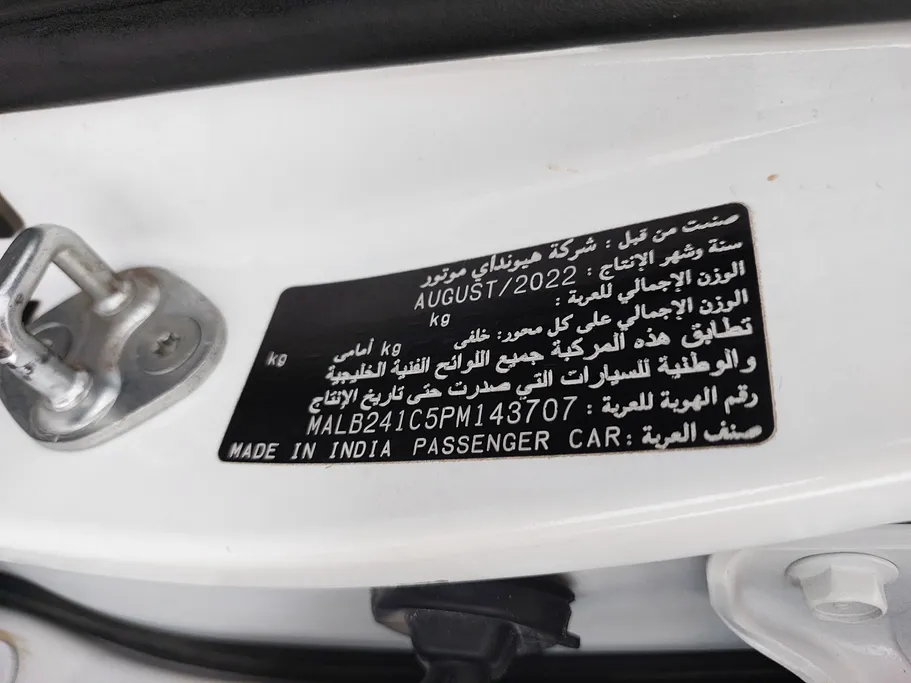 صنعت من قبل : شركة هيونداي موتور
سنة وشهر الإنتاج : AUGUST/2022
الوزن الإجمالي للعربة : kg
الوزن الإجمالي على كل محور: خلفى kg أمامى kg
تطابق هذه المركبة جميع اللوائح الفنية الخليجية
والوطنية للسيارات التي صدرت حتى تاريخ الإنتاج
رقم الهوية للعربة : MALB241C5PM143707
صنف العربة : PASSENGER CAR MADE IN INDIA